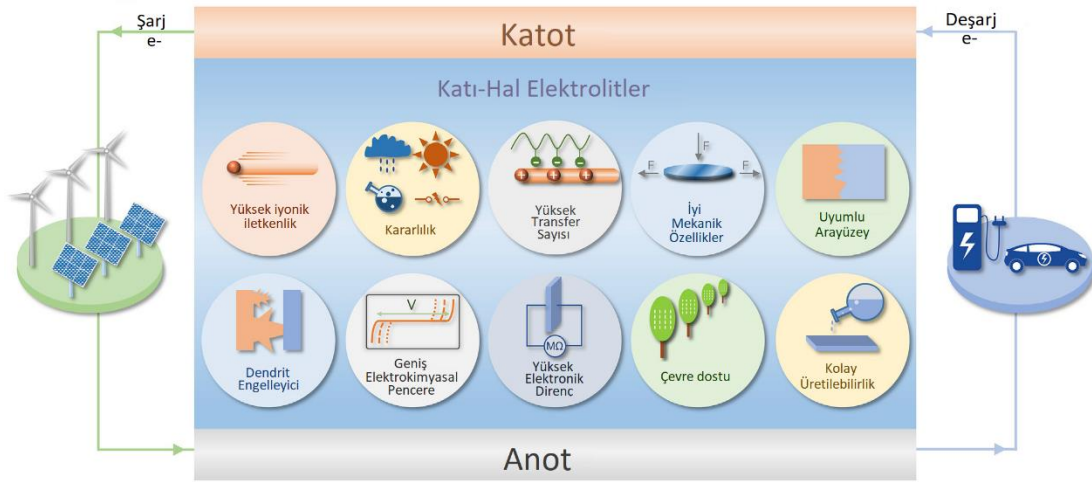 Şarj
e-
Katot
Deşarj
e-
Katı-Hal Elektrolitler
Yüksek iyonik
iletkenlik
Kararlılık
Yüksek
Transfer
Sayısı
F
F
F
İyi
Mekanik
Özellikler
Uyumlu
Arayüzey
Dendrit
Engelleyici
V
Geniş
Elektrokimyasal
Pencere
MΩ
Yüksek
Elektronik
Direnc
Çevre dostu
Kolay
Üretilebilirlik
Anot